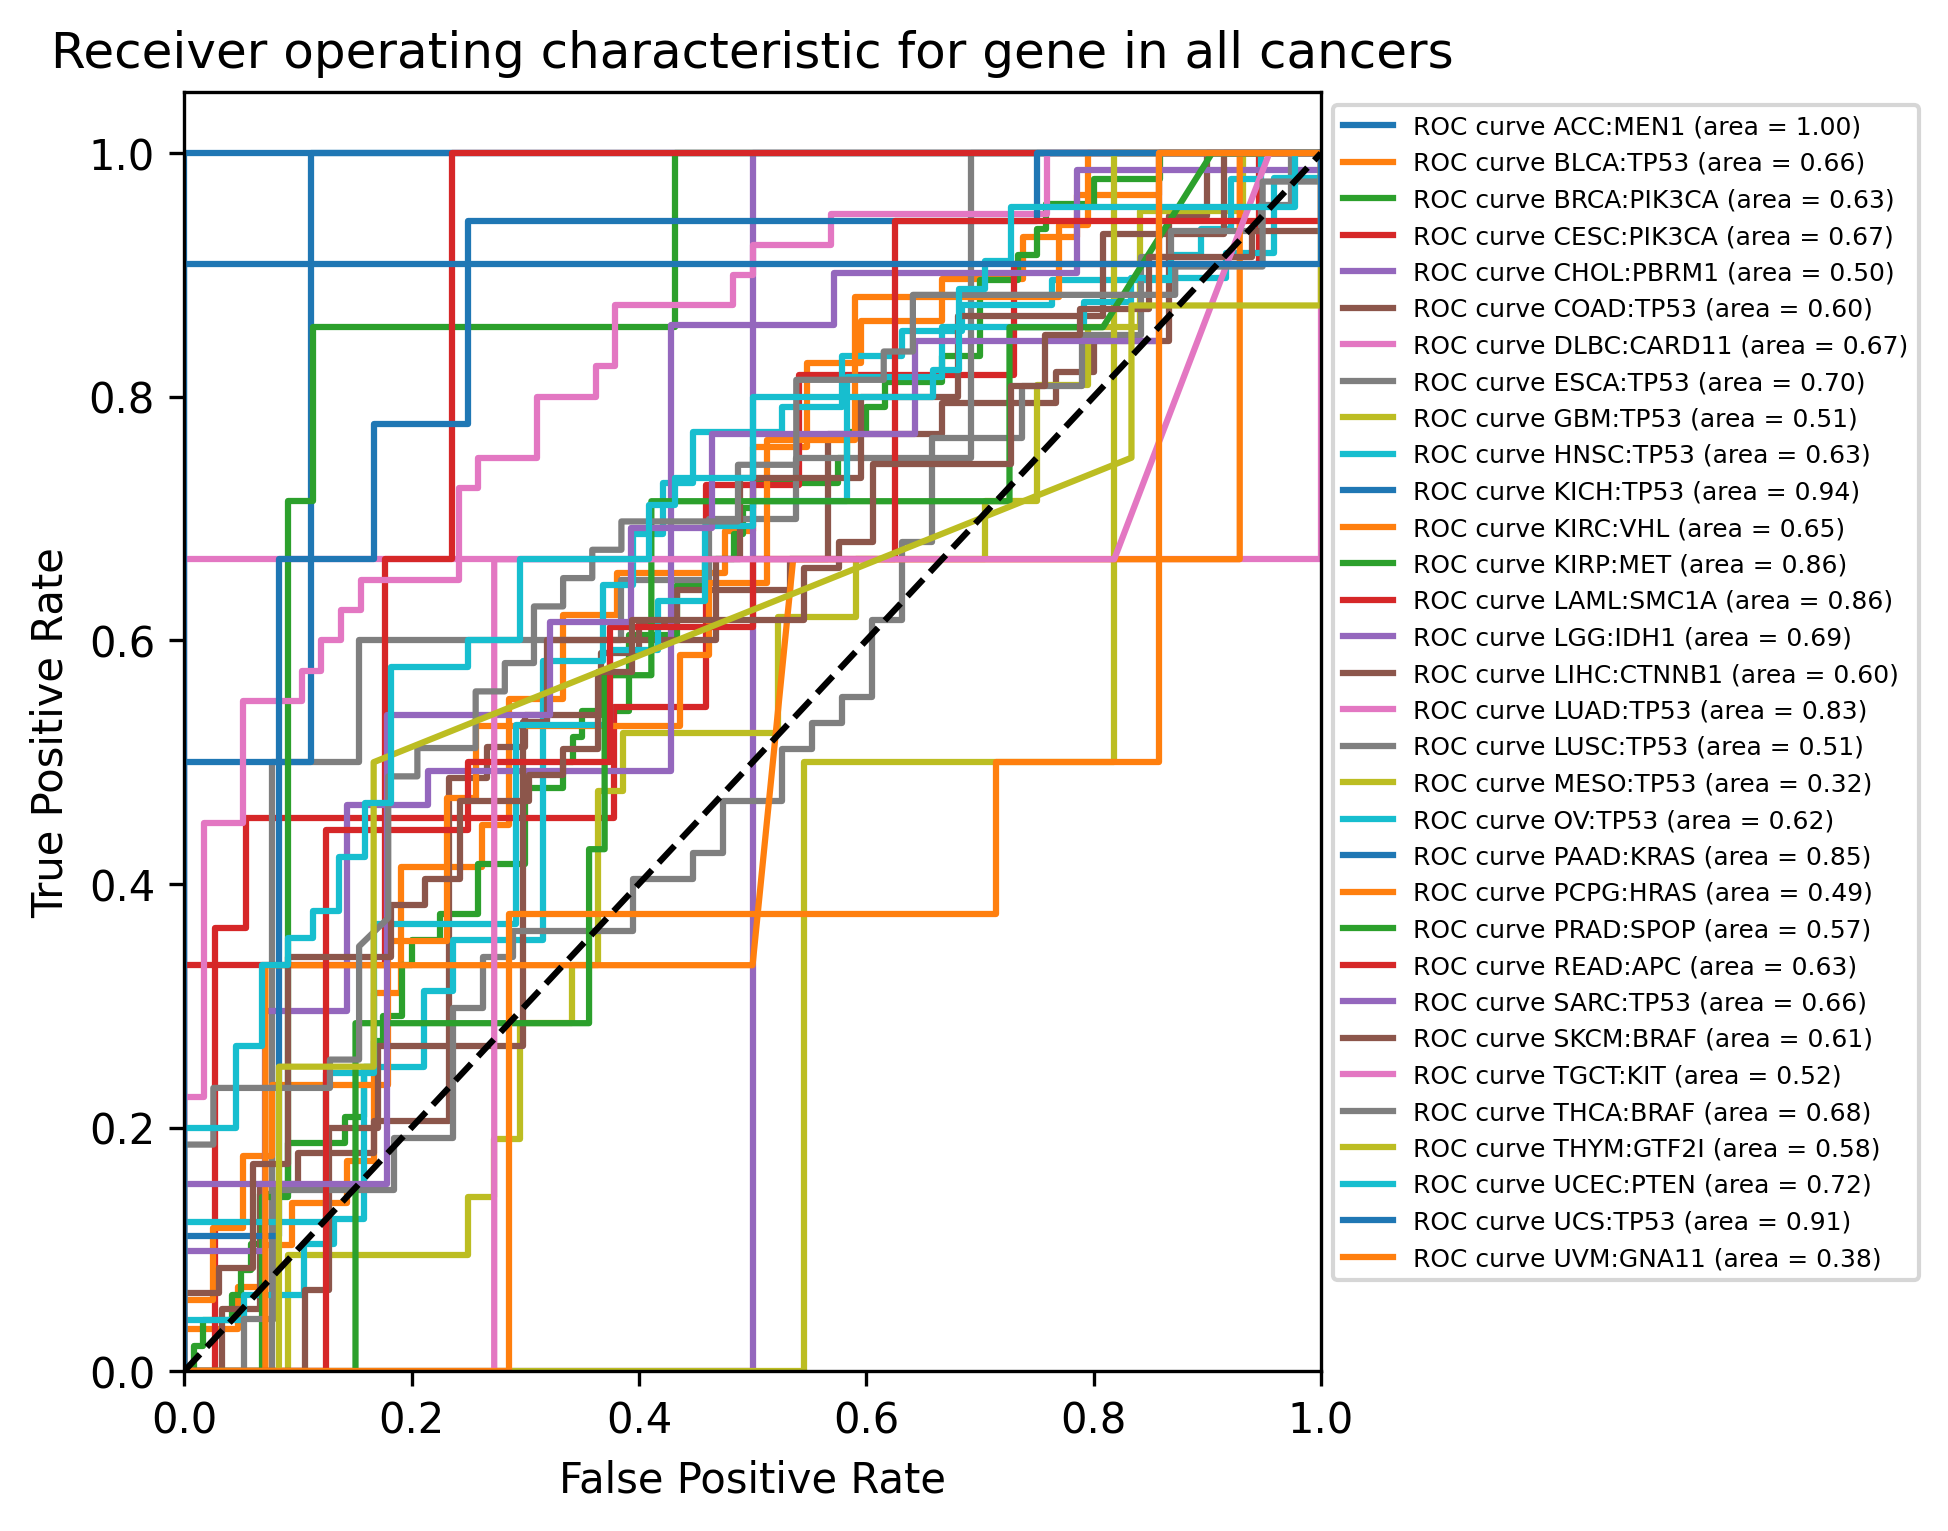 Receiver operating characteristic for gene in all cancers
True Positive Rate
1.0
0.8
0.6
0.4
0.2
0.0
0.0 0.2 0.4 0.6 0.8 1.0
False Positive Rate
ROC curve ACC:MEN1 (area = 1.00)
ROC curve BLCA:TP53 (area = 0.66)
ROC curve BRCA:PIK3CA (area = 0.63)
ROC curve CESC:PIK3CA (area = 0.67)
ROC curve CHOL:PBRM1 (area = 0.50)
ROC curve COAD:TP53 (area = 0.60)
ROC curve DLBC:CARD11 (area = 0.67)
ROC curve ESCA:TP53 (area = 0.70)
ROC curve GBM:TP53 (area = 0.51)
ROC curve HNSC:TP53 (area = 0.63)
ROC curve KICH:TP53 (area = 0.94)
ROC curve KIRC:VHL (area = 0.65)
ROC curve KIRP:MET (area = 0.86)
ROC curve LAML:SMC1A (area = 0.86)
ROC curve LGG:IDH1 (area = 0.69)
ROC curve LIHC:CTNNB1 (area = 0.60)
ROC curve LUAD:TP53 (area = 0.83)
ROC curve LUSC:TP53 (area = 0.51)
ROC curve MESO:TP53 (area = 0.32)
ROC curve OV:TP53 (area = 0.62)
ROC curve PAAD:KRAS (area = 0.85)
ROC curve PCPG:HRAS (area = 0.49)
ROC curve PRAD:SPOP (area = 0.57)
ROC curve READ:APC (area = 0.63)
ROC curve SARC:TP53 (area = 0.66)
ROC curve SKCM:BRAF (area = 0.61)
ROC curve TGCT:KIT (area = 0.52)
ROC curve THCA:BRAF (area = 0.68)
ROC curve THYM:GTF2I (area = 0.58)
ROC curve UCEC:PTEN (area = 0.72)
ROC curve UCS:TP53 (area = 0.91)
ROC curve UVM:GNA11 (area = 0.38)